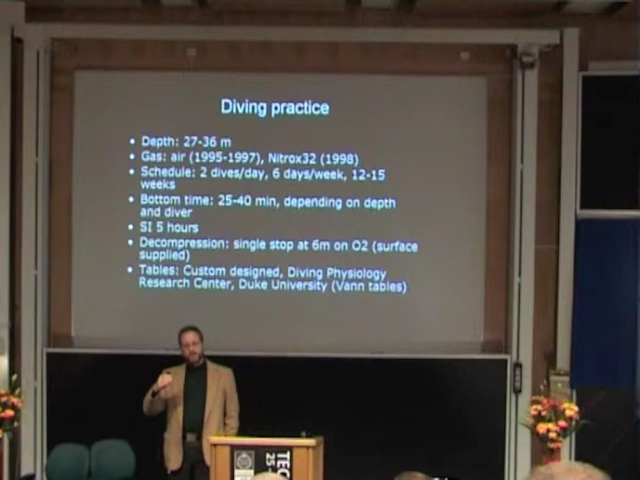 Diving practice
• Depth: 27-36 m
• Gas: air (1995-1997), Nitrox32 (1998)
• Schedule: 2 dives/day, 6 days/week, 12-15
weeks
• Bottom time: 25-40 min, depending on depth
and diver
• SI 5 hours
• Decompression: single stop at 6m on O2 (surface
supplied)
• Tables: Custom designed, Diving Physiology
Research Center, Duke University (Vann tables)
TEC
25